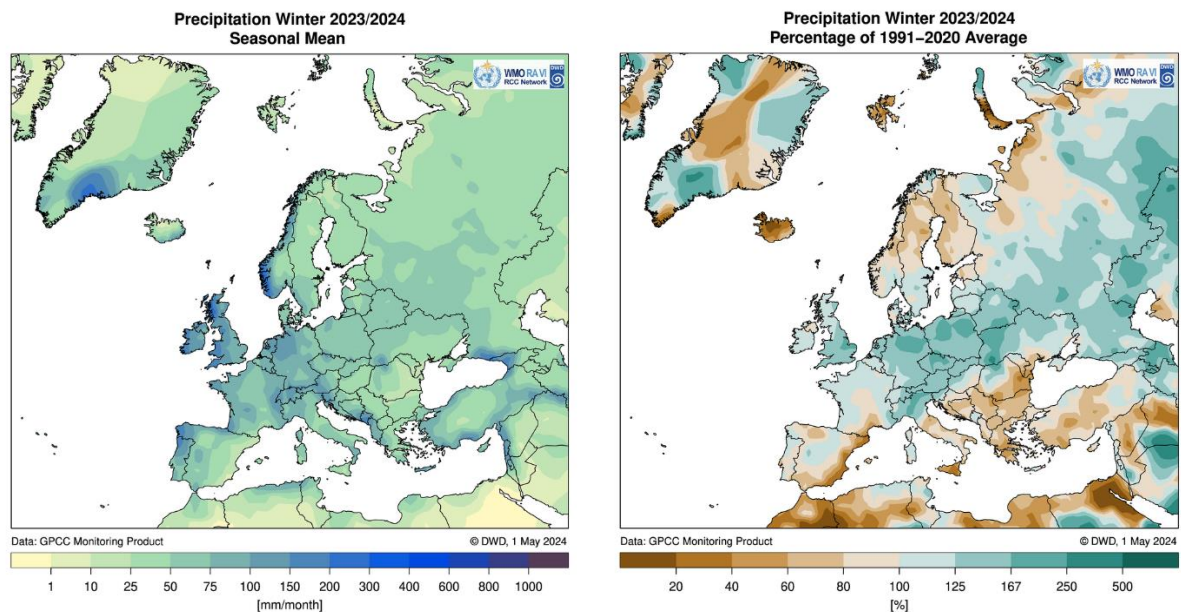 Precipitation Winter 2023/2024
Seasonal Mean
WMO RA VI
RCC Network
DWD
Data: GPCC Monitoring Product
© DWD, 1 May 2024
1 10 25 50 75 100 150 200 300 400 600 800 1000
[mm/month]
Precipitation Winter 2023/2024
Percentage of 1991−2020 Average
WMO RA VI
RCC Network
DWD
Data: GPCC Monitoring Product
© DWD, 1 May 2024
20 40 60 80 100 125 167 250 500
[%]